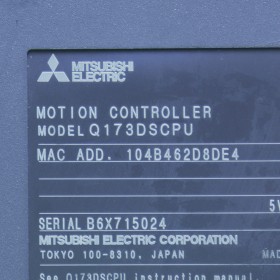 MITSUBISHI
ELECTRIC
MOTION CONTROLLER
MODEL Q173DSCPU
MAC ADD. 104B462D8DE4
5V
SERIAL B6X715024
MITSUBISHI ELECTRIC CORPORATION
TOKYO 100-8310, JAPAN MAD
See Q173DSCPU instruction manual